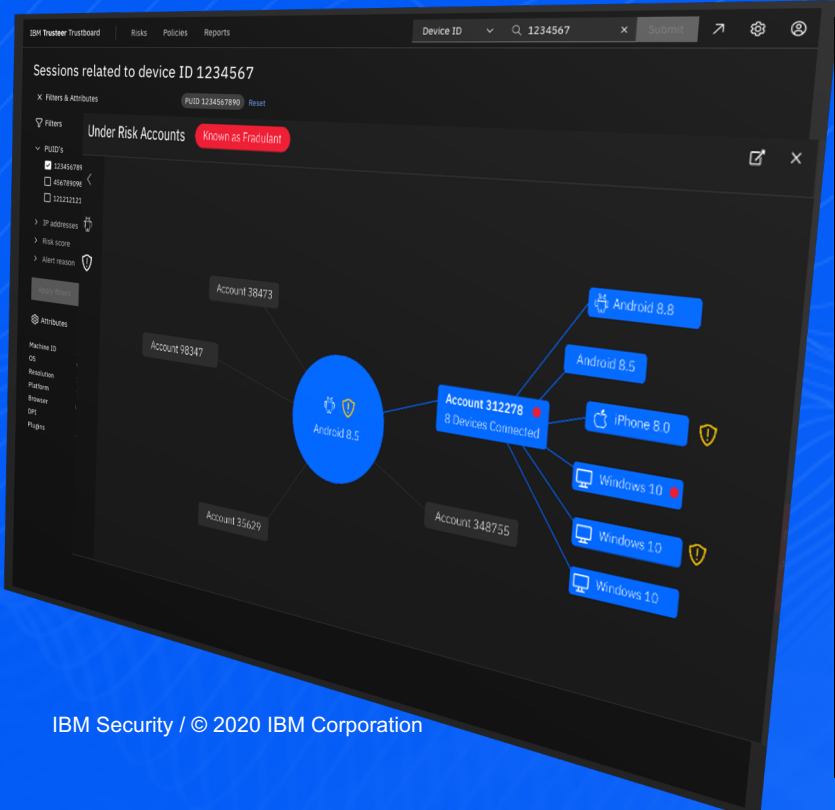 IBM Trusteer Trustboard
Risks
Policies
Reports
Device ID
1234567
Submit
Sessions related to device ID 1234567
Filters & Attributes
PUID 1234567890
Reset
Filters
PUID's
123456789
456789098
121212121
IP addresses
Risk score
Alert reason
Apply filters
Attributes
Machine ID
OS
Resolution
Platform
Browser
DPI
Plugins
Under Risk Accounts
Known as Fradulant
Account 38473
Account 98347
Android 8.5
Account 35629
Account 348755
Account 312278
8 Devices Connected
Android 8.8
Android 8.5
iPhone 8.0
Windows 10
Windows 10
Windows 10
IBM Security / © 2020 IBM Corporation